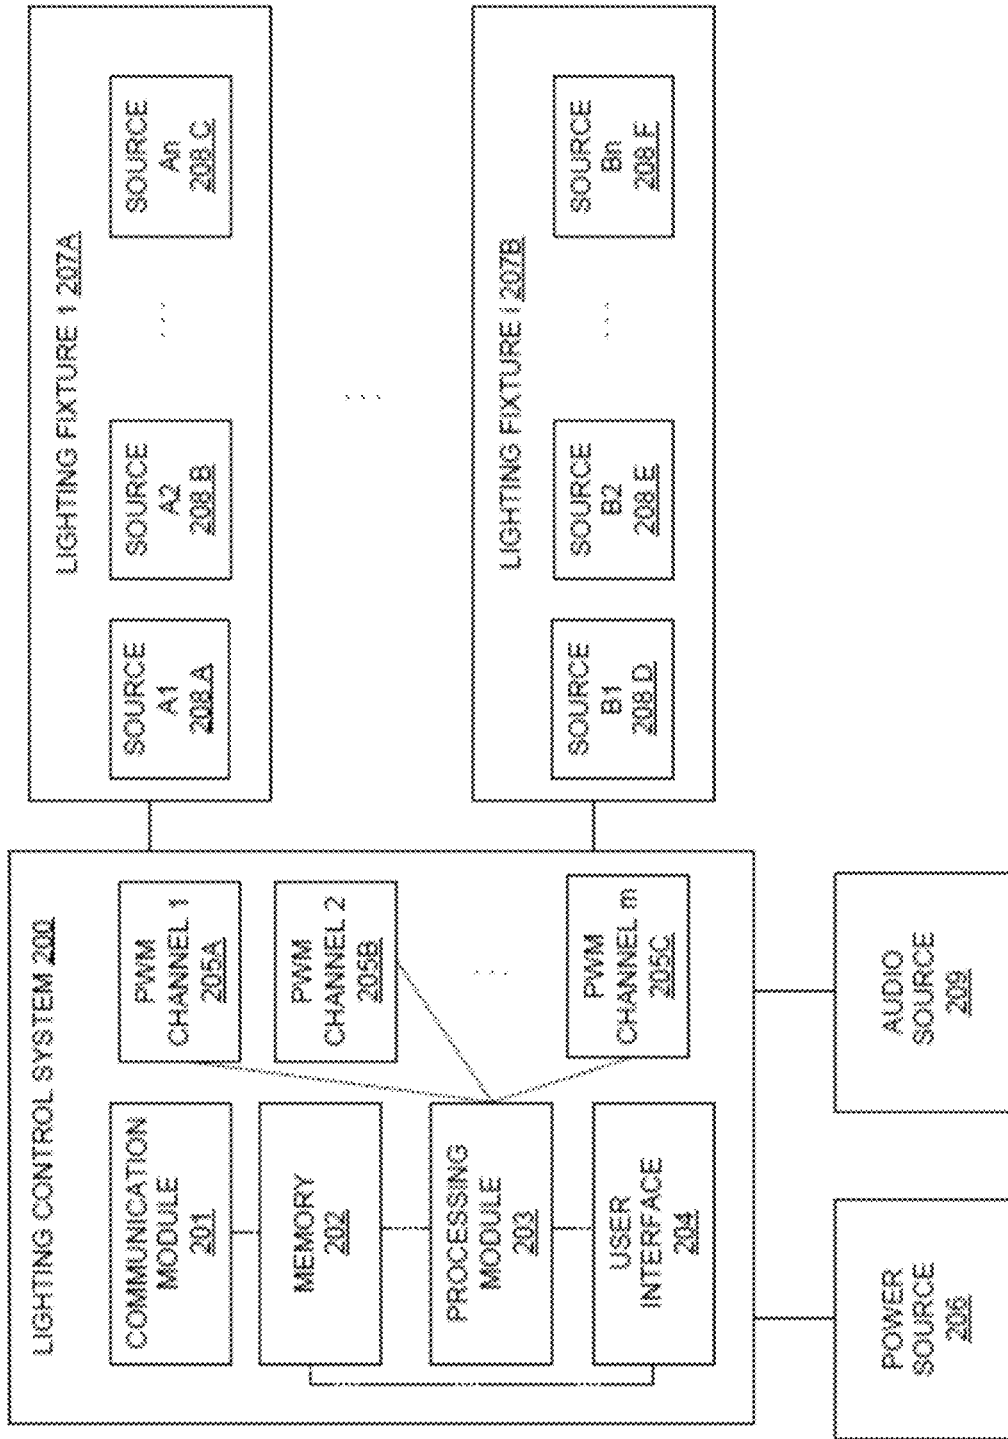 LIGHTING CONTROL SYSTEM 200
COMMUNICATION
MODULE
201
MEMORY
202
PROCESSING
MODULE
203
USER
INTERFACE
204
PWM
CHANNEL 1
205A
PWM
CHANNEL 2
205B
. . .
PWM
CHANNEL m
205C
POWER
SOURCE
206
AUDIO
SOURCE
209
LIGHTING FIXTURE 1 207A
SOURCE
A1
208 A
SOURCE
A2
208 B
. . .
SOURCE
An
208 C
. . .
LIGHTING FIXTURE l 207B
SOURCE
B1
208 D
SOURCE
B2
208 E
. . .
SOURCE
Bn
208 F